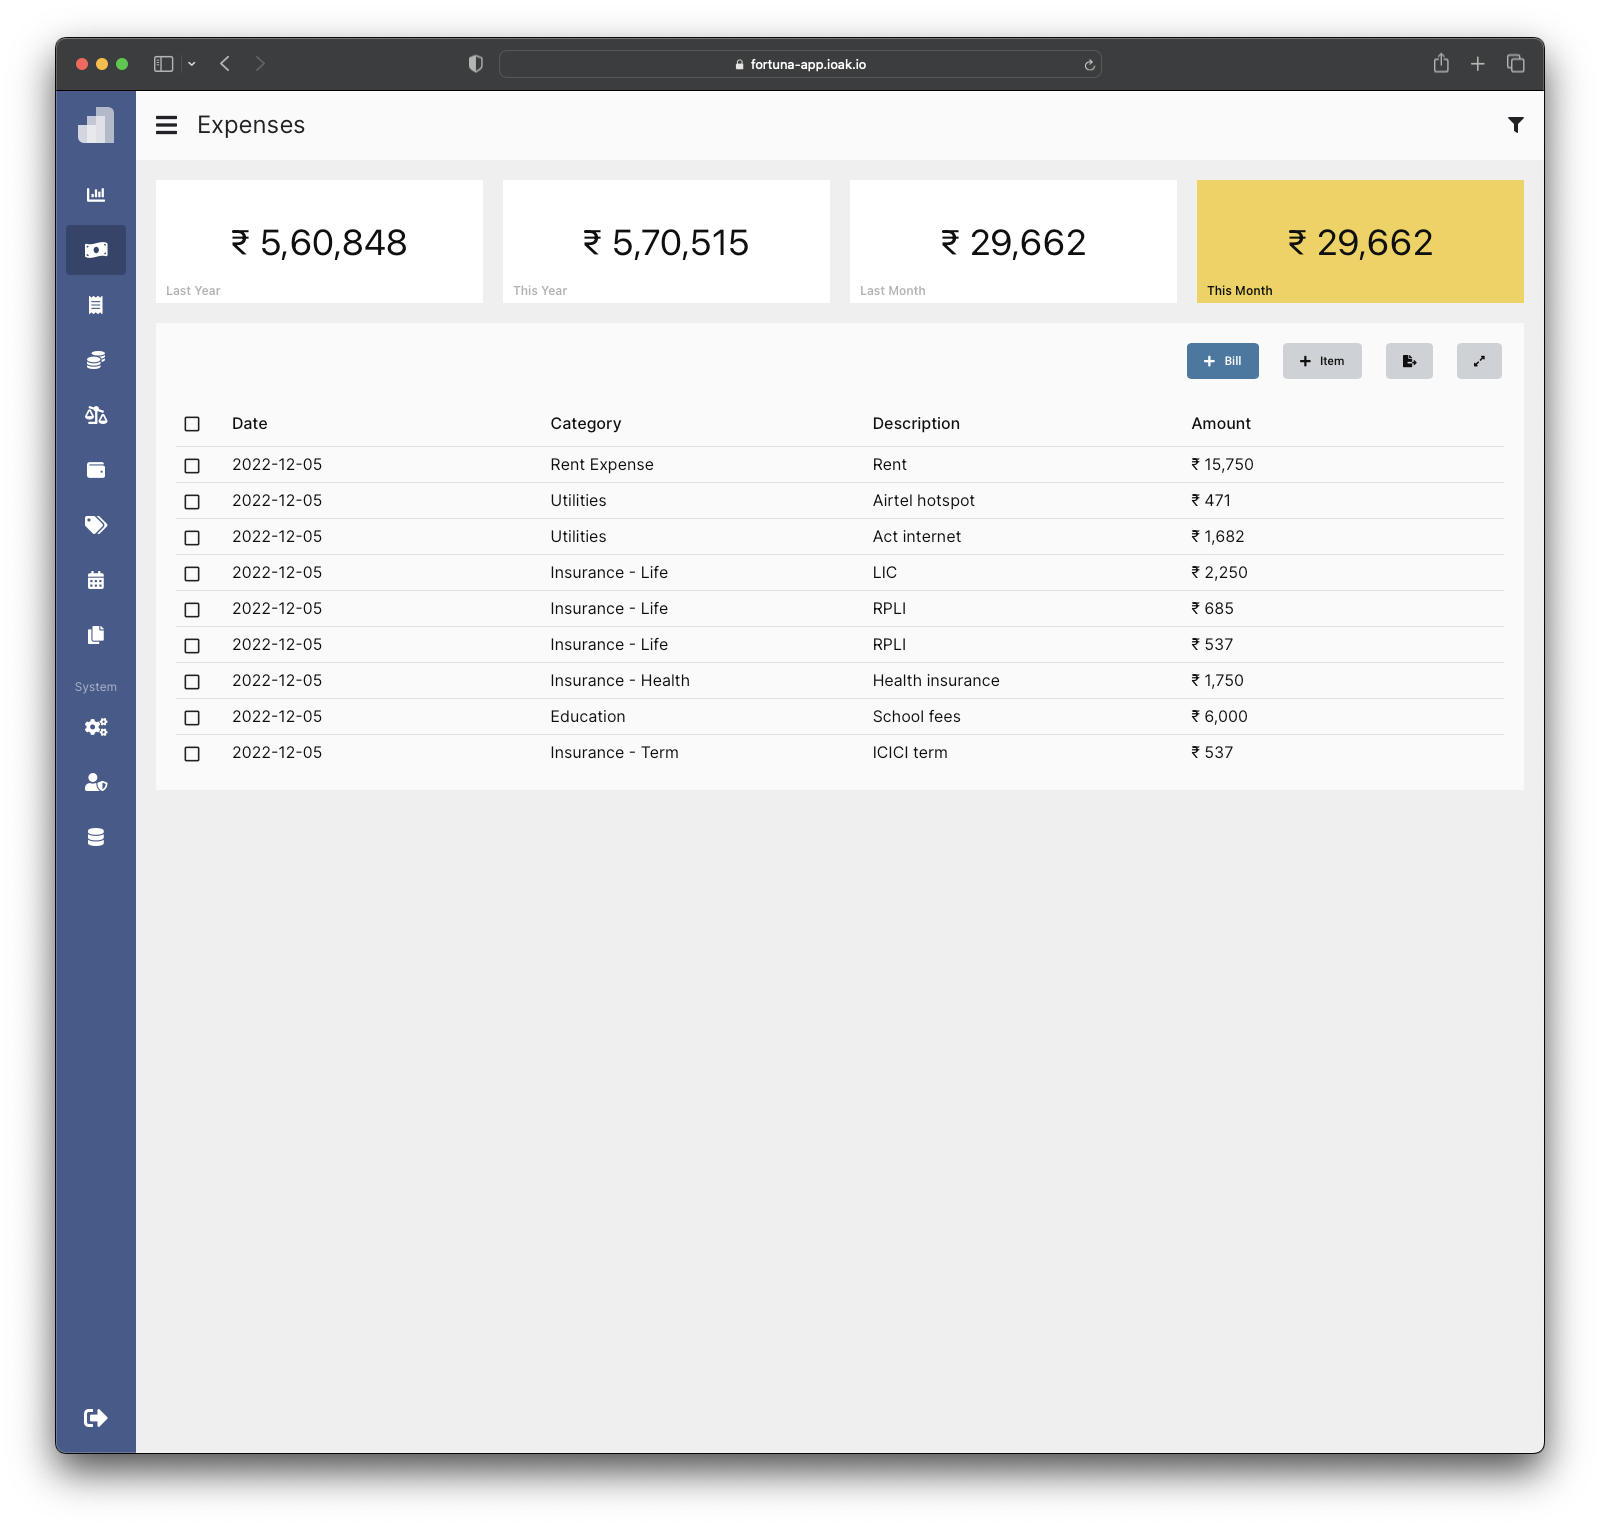 fortuna-app.ioak.io
Expenses
₹ 5,60,848
Last Year
₹ 5,70,515
This Year
₹ 29,662
Last Month
₹ 29,662
This Month
Bill
Item
Date Category Description Amount
2022-12-05 Rent Expense Rent ₹ 15,750
2022-12-05 Utilities Airtel hotspot ₹ 471
2022-12-05 Utilities Act internet ₹ 1,682
2022-12-05 Insurance - Life LIC ₹ 2,250
2022-12-05 Insurance - Life RPLI ₹ 685
2022-12-05 Insurance - Life RPLI ₹ 537
2022-12-05 Insurance - Health Health insurance ₹ 1,750
2022-12-05 Education School fees ₹ 6,000
2022-12-05 Insurance - Term ICICI term ₹ 537
System